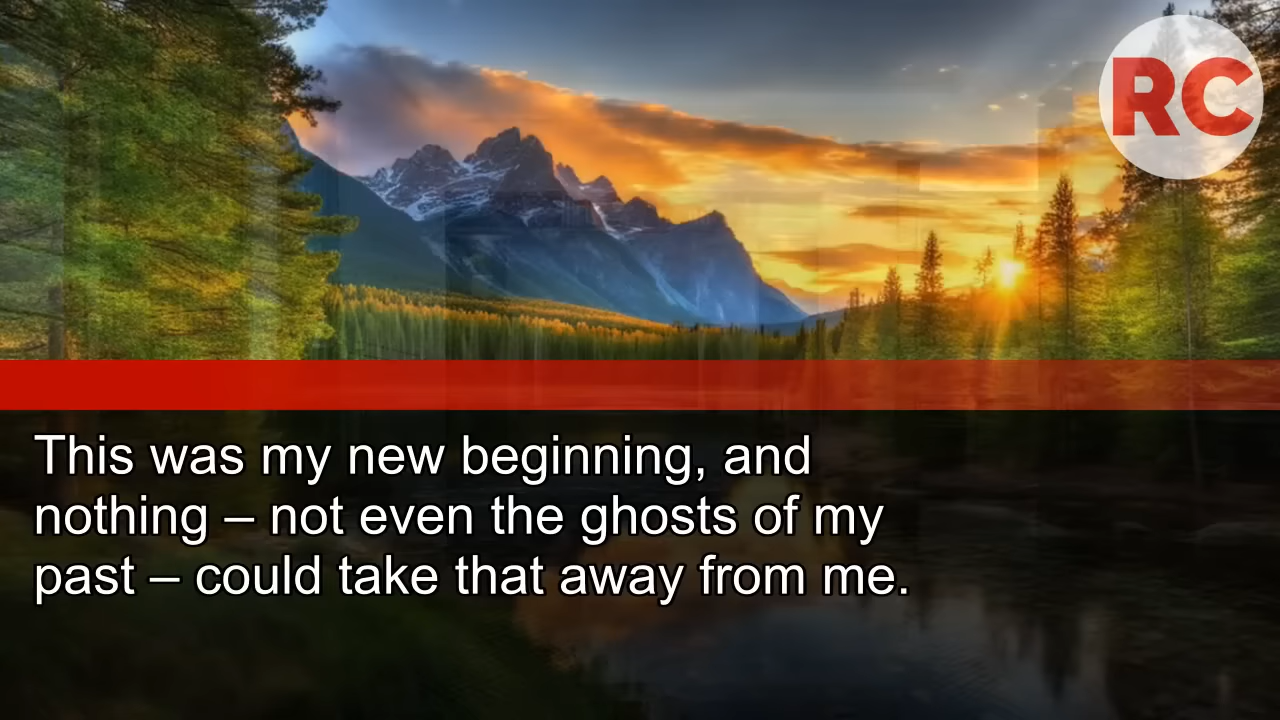 RC
This was my new beginning, and
nothing – not even the ghosts of my
past – could take that away from me.